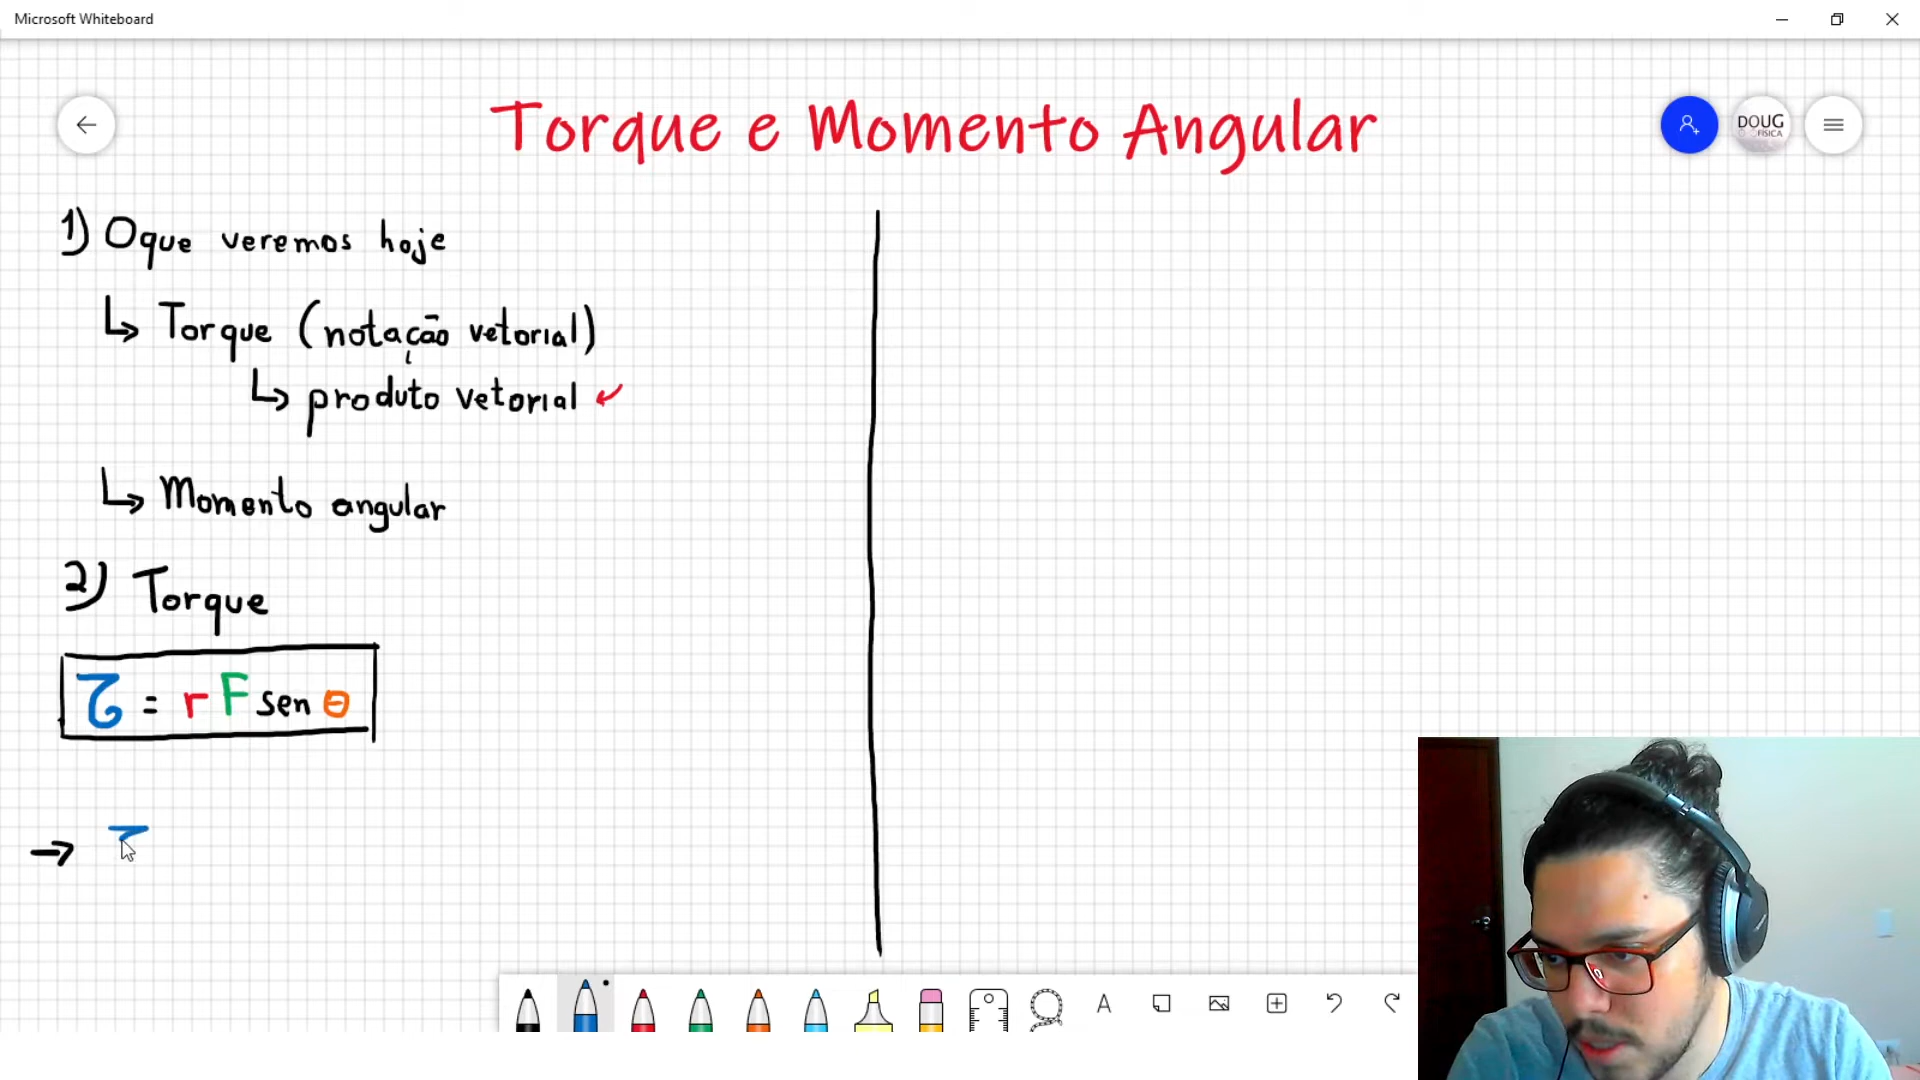 Microsoft Whiteboard
Torque e Momento Angular
DOUG
FÍSICA
1) Oque veremos hoje
↳ Torque (notação vetorial)
↳ produto vetorial ↙
↳ Momento angular
2) Torque
τ = r F sen θ
→ τ
A